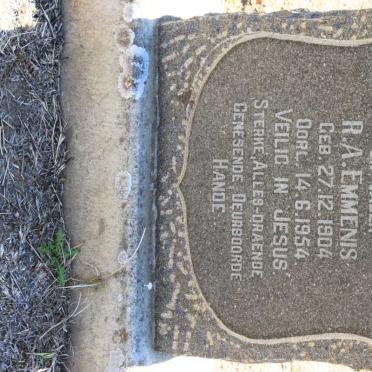 R A EMMENIS
GEB. 27.12.1904
OORL. 14.6.1954
VEILIG IN JESUS'
STERKE, ALLES-DRAENDE
GENESENDE, DEURBOORDE
HANDE